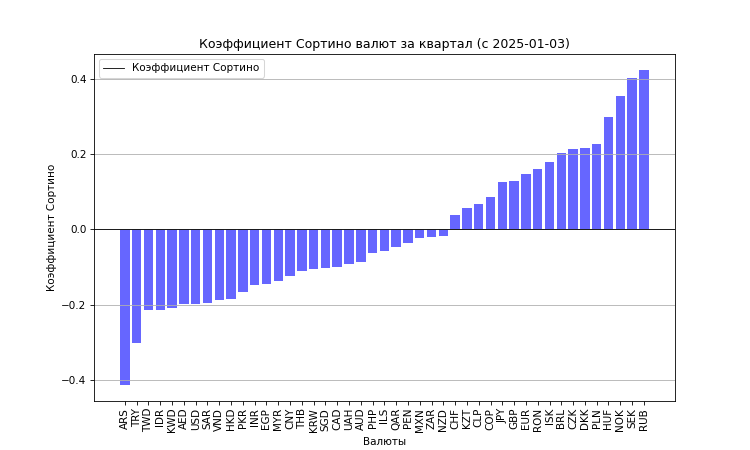 Коэффициент Сортино валют за квартал (с 2025-01-03)
Коэффициент Сортино
Коэффициент Сортино
0.4
0.2
0.0
−0.2
−0.4
ARS TRY TWD IDR KWD AED USD SAR VND HKD PKR INR EGP MYR CNY THB KRW SGD CAD UAH AUD PHP ILS QAR PEN MXN ZAR NZD CHF KZT CLP COP JPY GBP EUR RON ISK BRL CZK DKK PLN HUF NOK SEK RUB
Валюты